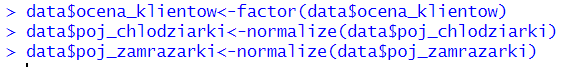 > data$ocena_klientow<-factor(data$ocena_klientow)
> data$poj_chlodziarki<-normalize(data$poj_chlodziarki)
> data$poj_zamrazarki<-normalize(data$poj_zamrazarki)